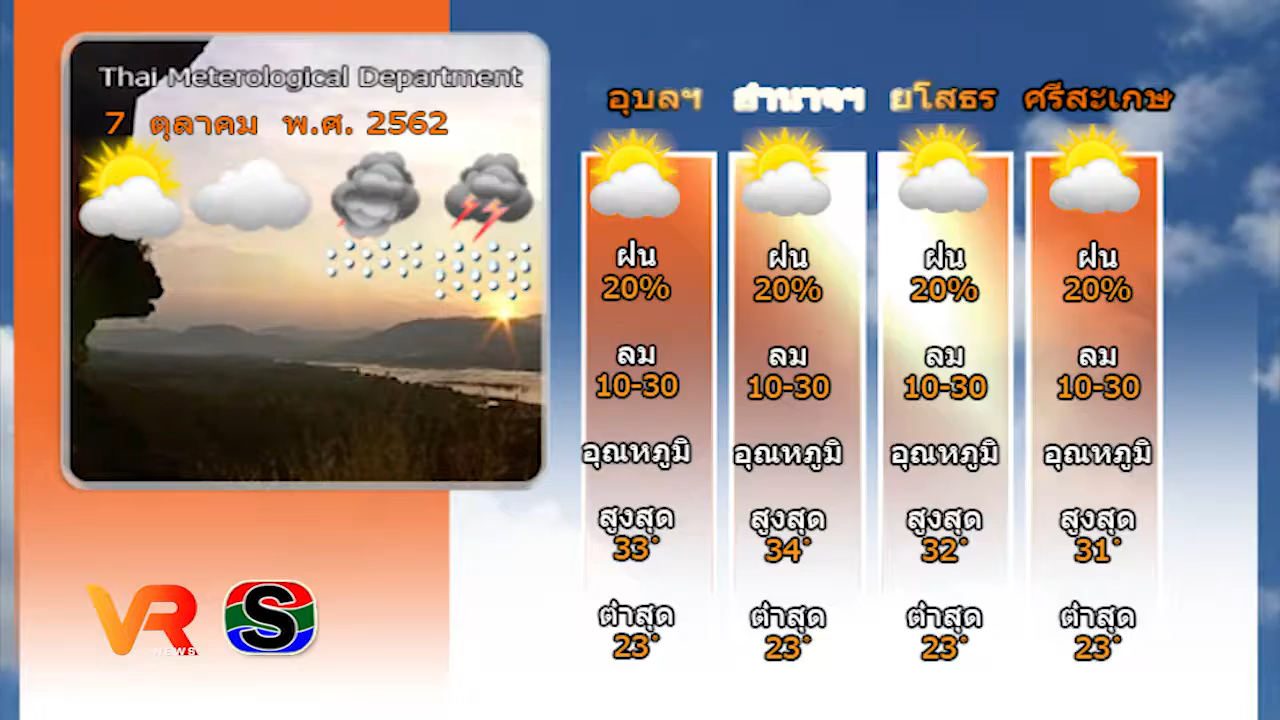 Thai Meterological Department
7 ตุลาคม พ.ศ. 2562
อุบลฯ อำนาจฯ ยโสธร ศรีสะเกษ
ฝน ฝน ฝน ฝน
20% 20% 20% 20%
ลม ลม ลม ลม
10-30 10-30 10-30 10-30
อุณหภูมิ อุณหภูมิ อุณหภูมิ อุณหภูมิ
สูงสุด สูงสุด สูงสุด สูงสุด
33° 34° 32° 31°
ต่ำสุด ต่ำสุด ต่ำสุด ต่ำสุด
23° 23° 23° 23°
VR S
NEWS